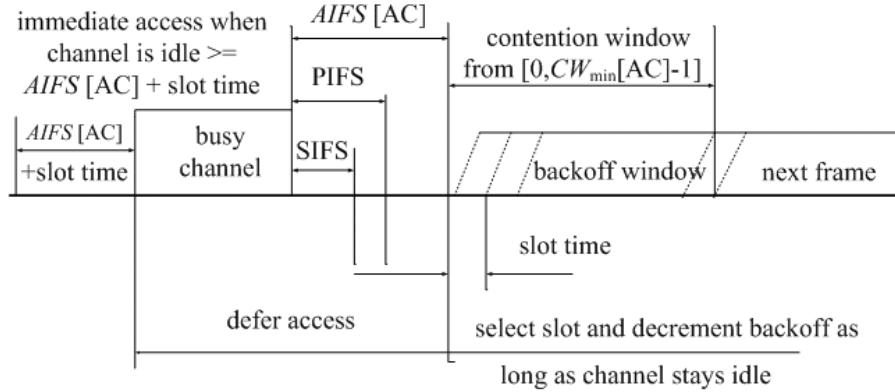 immediate access when
channel is idle >=
AIFS [AC] + slot time
AIFS [AC]
contention window
from [0,CWmin[AC]-1]
PIFS
AIFS [AC]
+slot time
busy
channel
SIFS
backoff window
next frame
slot time
defer access
select slot and decrement backoff as
long as channel stays idle